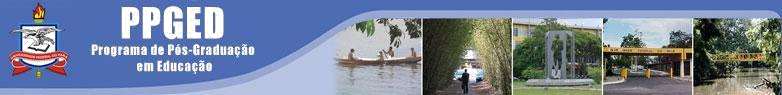 PPGED
Programa de Pós-Graduação
em Educação